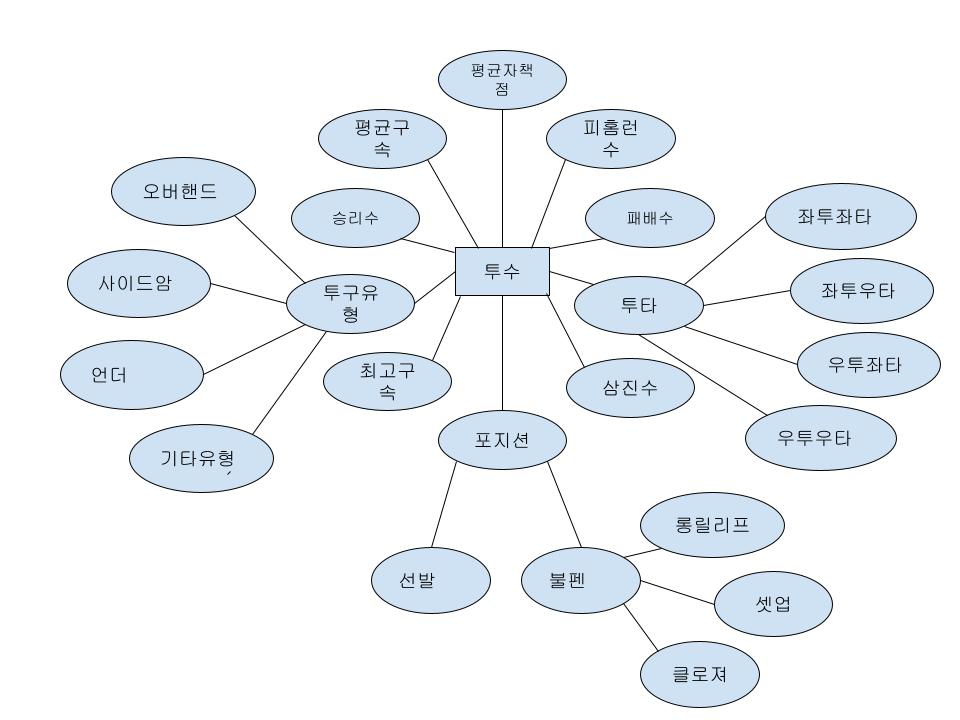 평균자책
점
평균구
속
피홈런
수
오버핸드
승리수
패배수
좌투좌타
사이드암
투수
좌투우타
투구유
형
투타
언더
최고구
속
삼진수
우투좌타
포지션
우투우타
기타유형
롱릴리프
선발
불펜
셋업
클로져